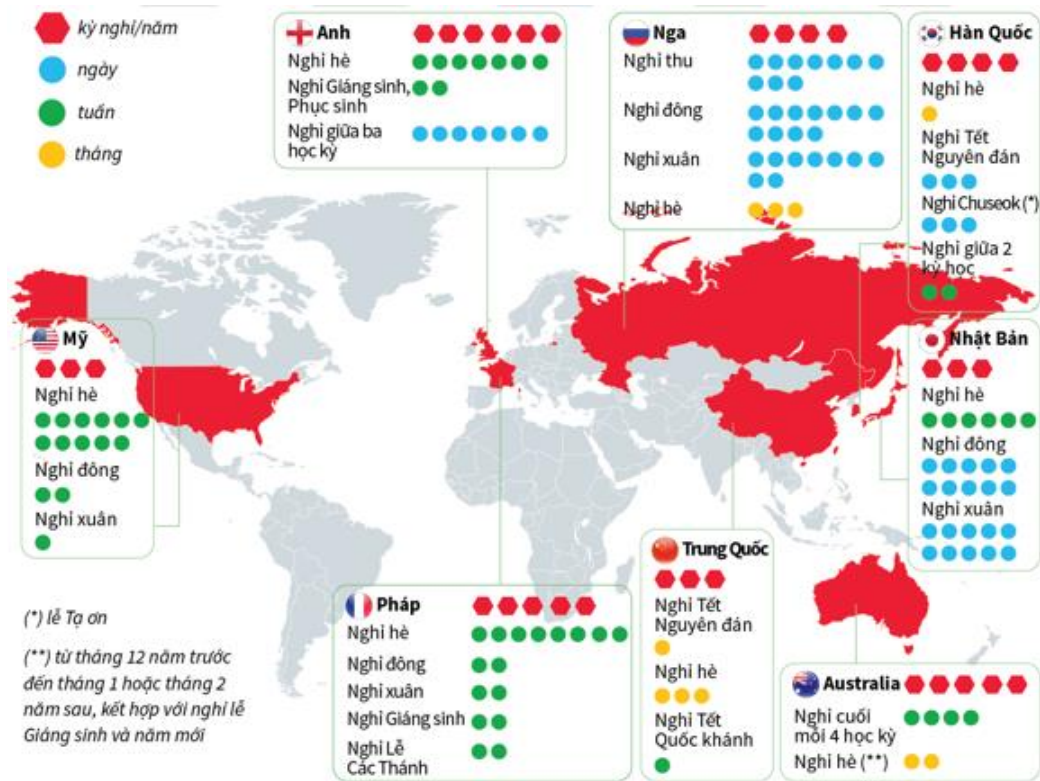 kỳ nghỉ/năm
ngày
tuần
tháng
Anh
Nghỉ hè
Nghỉ Giáng sinh,
Phục sinh
Nghỉ giữa ba
học kỳ
Nga
Nghỉ thu
Nghỉ đông
Nghỉ xuân
Nghỉ hè
Hàn Quốc
Nghỉ hè
Nghỉ Tết
Nguyên đán
Nghỉ Chuseok (*)
Nghỉ giữa 2
kỳ học
Mỹ
Nghỉ hè
Nghỉ đông
Nghỉ xuân
Nhật Bản
Nghỉ hè
Nghỉ đông
Nghỉ xuân
(*) lễ Tạ ơn
(**) từ tháng 12 năm trước
đến tháng 1 hoặc tháng 2
năm sau, kết hợp với nghỉ lễ
Giáng sinh và năm mới
Pháp
Nghỉ hè
Nghỉ đông
Nghỉ xuân
Nghỉ Giáng sinh
Nghỉ Lễ
Các Thánh
Trung Quốc
Nghỉ Tết
Nguyên đán
Nghỉ hè
Nghỉ Tết
Quốc khánh
Australia
Nghỉ cuối
mỗi 4 học kỳ
Nghỉ hè (**)